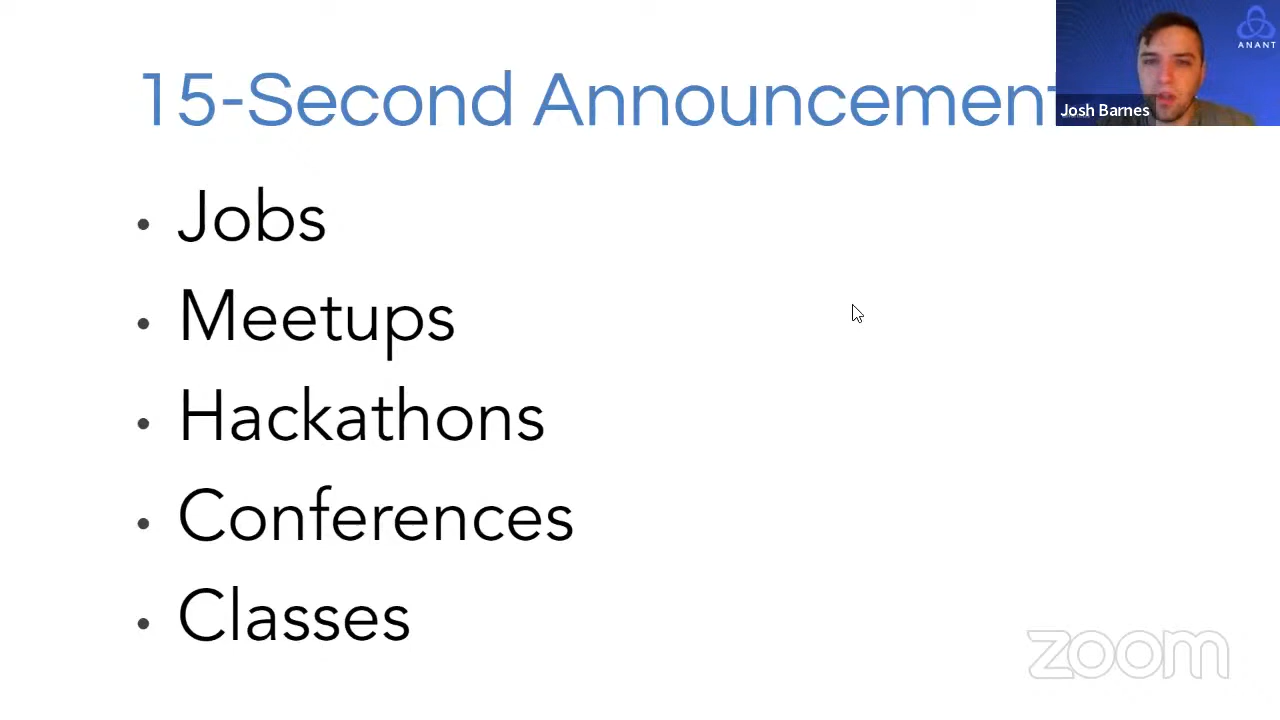 15-Second Announcement
ANANT
Josh Barnes
• Jobs
• Meetups
• Hackathons
• Conferences
• Classes
zoom